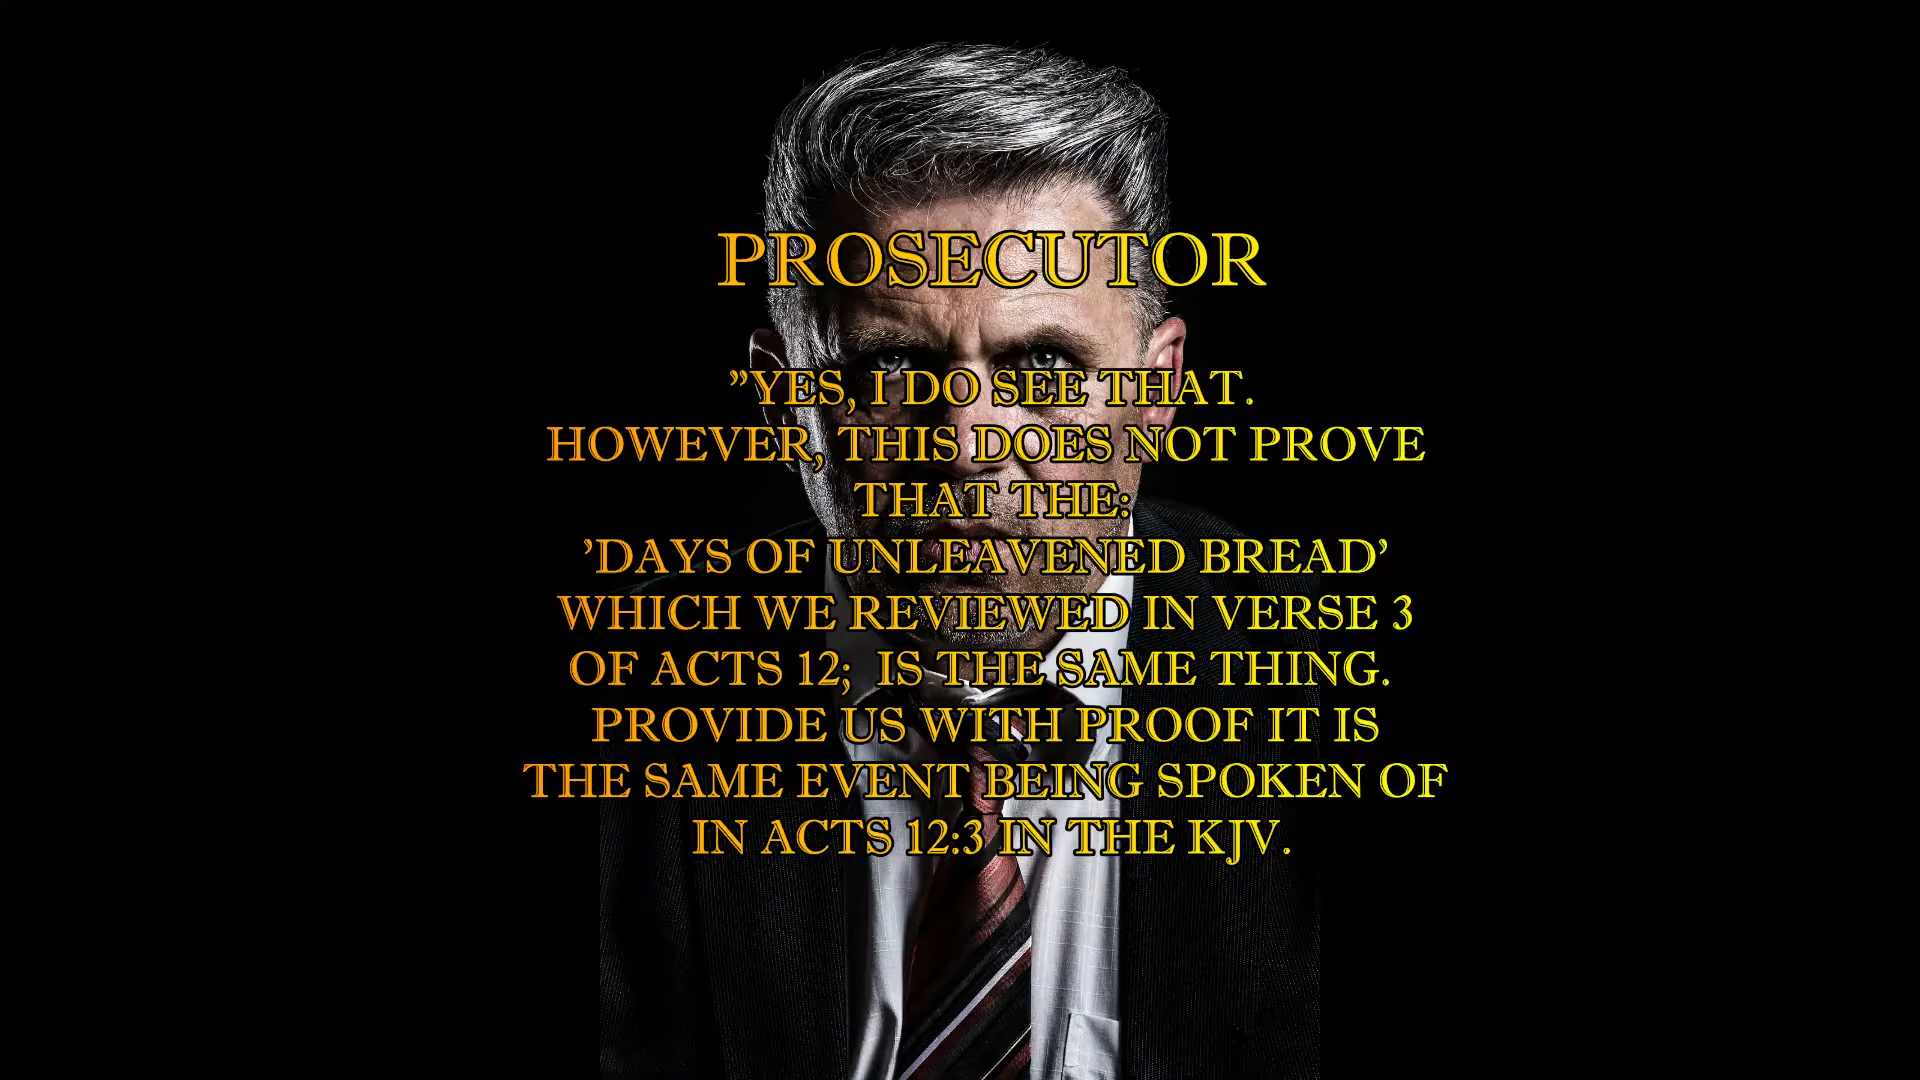 PROSECUTOR
”YES, I DO SEE THAT.
HOWEVER, THIS DOES NOT PROVE
THAT THE:
’DAYS OF UNLEAVENED BREAD’
WHICH WE REVIEWED IN VERSE 3
OF ACTS 12;  IS THE SAME THING.
PROVIDE US WITH PROOF IT IS
THE SAME EVENT BEING SPOKEN OF
IN ACTS 12:3 IN THE KJV.